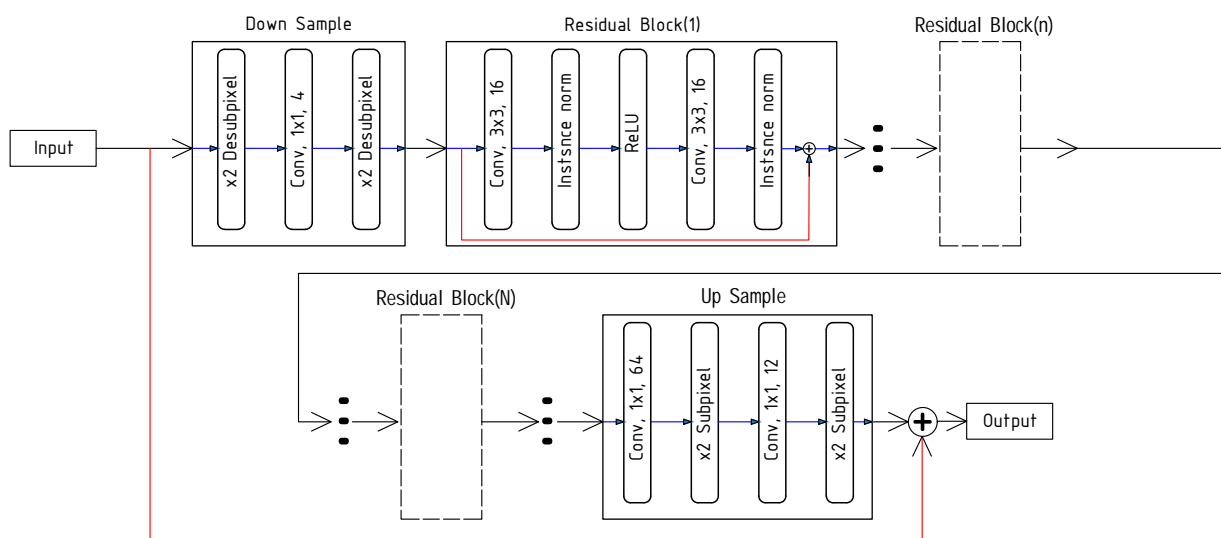 Down Sample
Residual Block(1)
Residual Block(n)
Input
x2 Desubpixel
Conv, 1x1, 4
x2 Desubpixel
Conv, 3x3, 16
Instsnce norm
ReLU
Conv, 3x3, 16
Instsnce norm
Residual Block(N)
Up Sample
Conv, 1x1, 64
x2 Subpixel
Conv, 1x1, 12
x2 Subpixel
Output